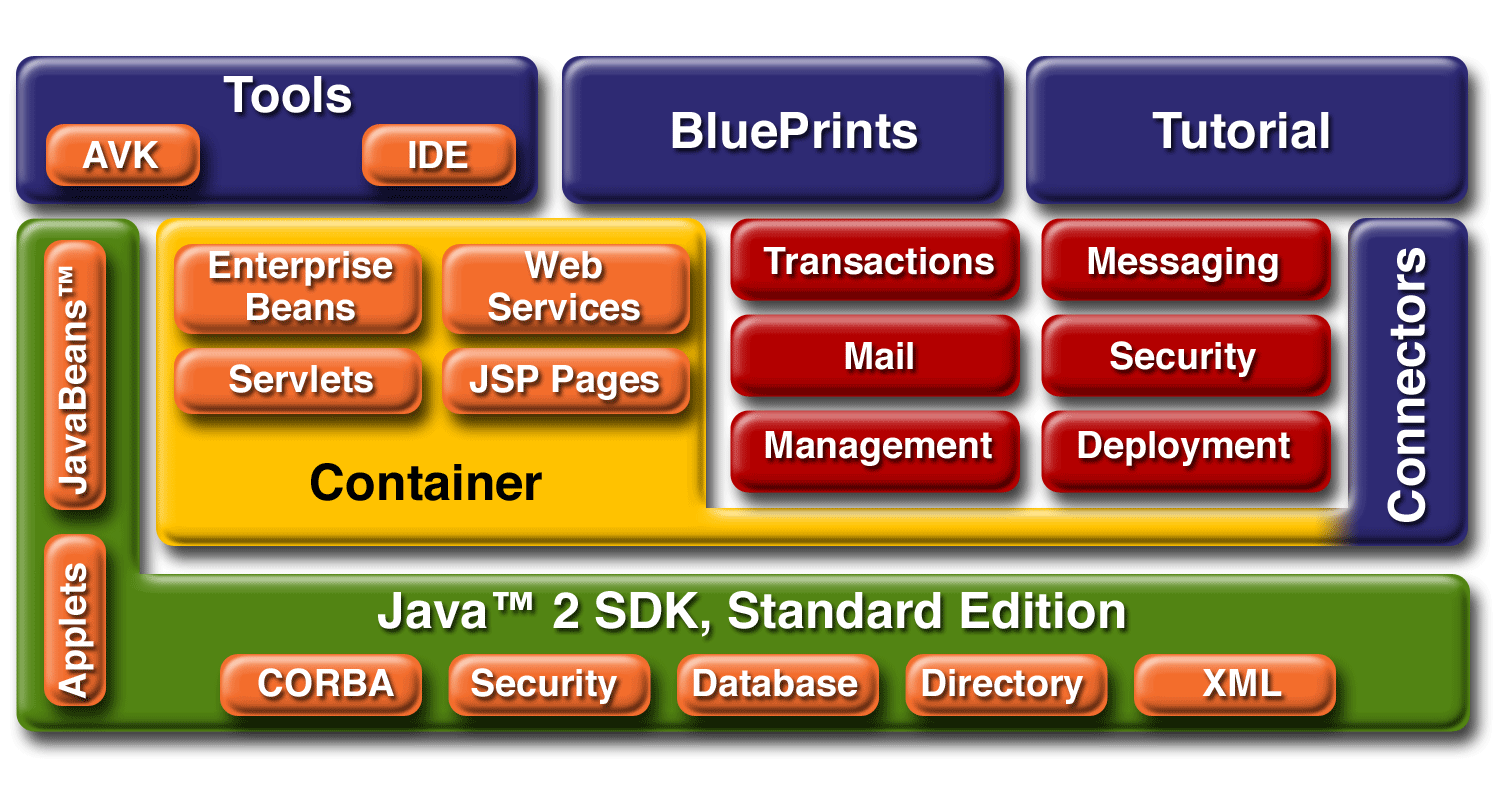 Tools
AVK
IDE
BluePrints
Tutorial
JavaBeans™
Applets
Enterprise
Beans
Web
Services
Servlets
JSP Pages
Container
Transactions
Messaging
Mail
Security
Management
Deployment
Connectors
Java™ 2 SDK, Standard Edition
CORBA
Security
Database
Directory
XML